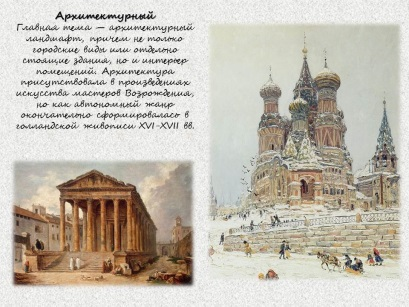 Архитектурный
Главная тема — архитектурный
ландшафт, причем не только
городские виды или отдельно
стоящие здания, но и интерьер
помещений. Архитектура
присутствовала в произведениях
искусства мастеров Возрождения,
но как автономный жанр
окончательно сформировалась в
голландской живописи XVI-XVII вв.